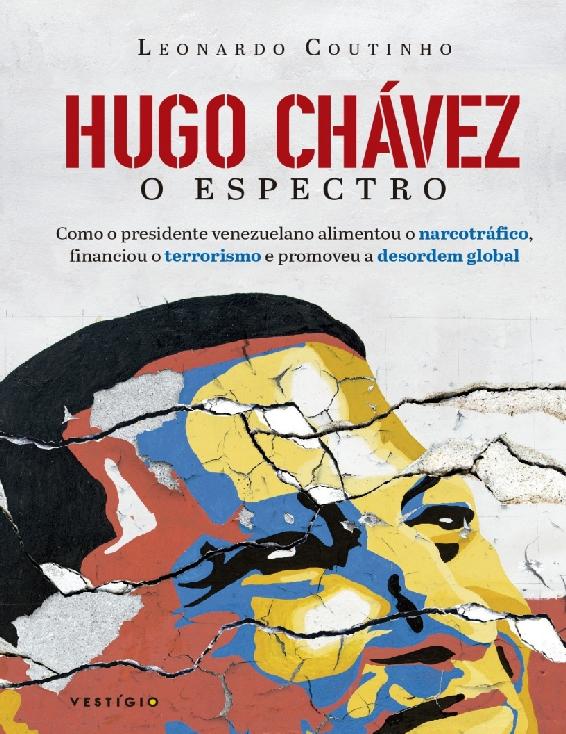 LEONARDO COUTINHO
HUGO CHÁVEZ
O ESPECTRO
Como o presidente venezuelano alimentou o narcotráfico,
financiou o terrorismo e promoveu a desordem global
VESTÍGIO